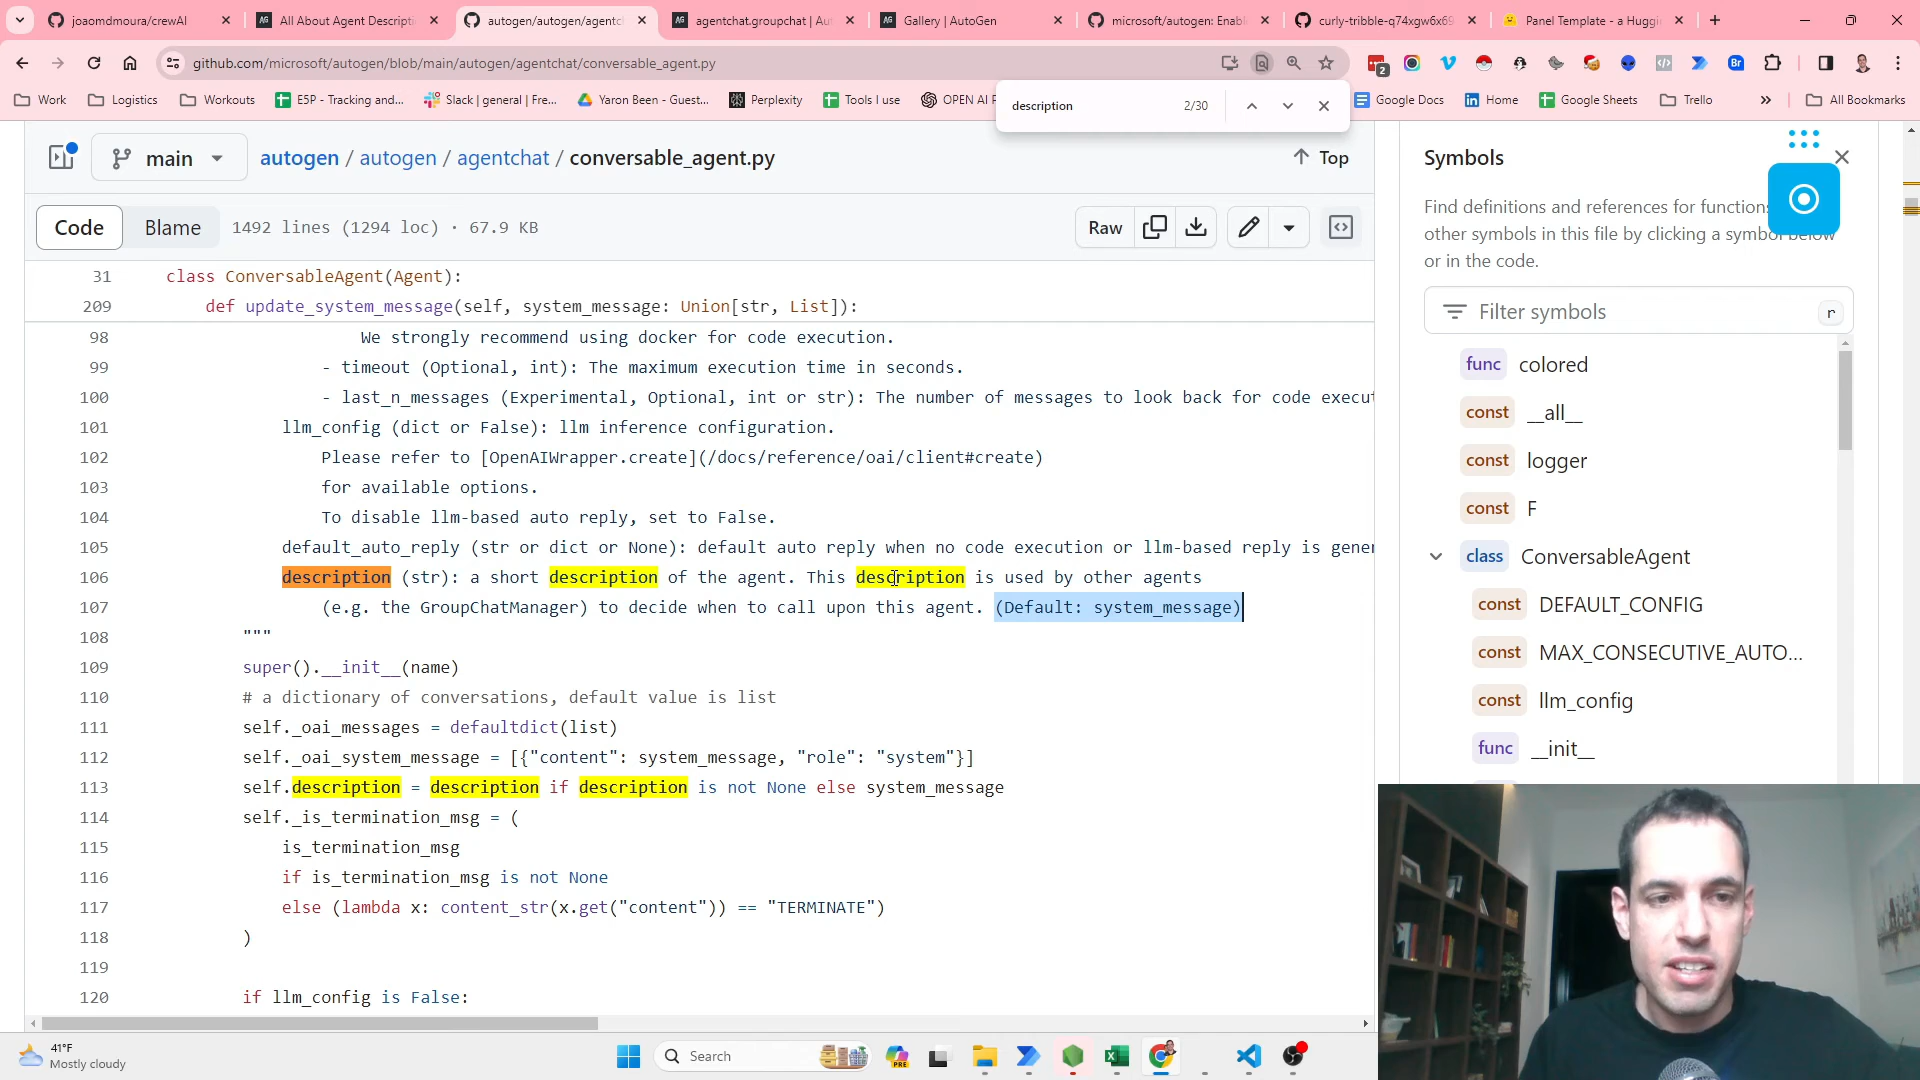 joaomdmoura/crewAI
All About Agent Descripti
autogen/autogen/agentch
agentchat.groupchat | Au
Gallery | AutoGen
microsoft/autogen: Enabl
curly-tribble-q74xgw6x69
Panel Template - a Huggi
github.com/microsoft/autogen/blob/main/autogen/agentchat/conversable_agent.py
2
Br
Work
Logistics
Workouts
E5P - Tracking and...
Slack | general | Fre...
Yaron Been - Guest...
Perplexity
Tools I use
OPEN AI P
Google Docs
Home
Google Sheets
Trello
»
All Bookmarks
description
2/30
main
autogen / autogen / agentchat / conversable_agent.py
Top
Code
Blame
1492 lines (1294 loc) · 67.9 KB
Raw
31 class ConversableAgent(Agent):
209 def update_system_message(self, system_message: Union[str, List]):
98 We strongly recommend using docker for code execution.
99 - timeout (Optional, int): The maximum execution time in seconds.
100 - last_n_messages (Experimental, Optional, int or str): The number of messages to look back for code execut
101 llm_config (dict or False): llm inference configuration.
102 Please refer to [OpenAIWrapper.create](/docs/reference/oai/client#create)
103 for available options.
104 To disable llm-based auto reply, set to False.
105 default_auto_reply (str or dict or None): default auto reply when no code execution or llm-based reply is gener
106 description (str): a short description of the agent. This description is used by other agents
107 (e.g. the GroupChatManager) to decide when to call upon this agent. (Default: system_message)
108 """
109 super().__init__(name)
110 # a dictionary of conversations, default value is list
111 self._oai_messages = defaultdict(list)
112 self._oai_system_message = [{"content": system_message, "role": "system"}]
113 self.description = description if description is not None else system_message
114 self._is_termination_msg = (
115 is_termination_msg
116 if is_termination_msg is not None
117 else (lambda x: content_str(x.get("content")) == "TERMINATE")
118 )
119
120 if llm_config is False:
Symbols
Find definitions and references for functions
other symbols in this file by clicking a symbol below
or in the code.
Filter symbols
r
func colored
const __all__
const logger
const F
class ConversableAgent
const DEFAULT_CONFIG
const MAX_CONSECUTIVE_AUTO...
const llm_config
func __init__
41°F
Mostly cloudy
Search
PRE